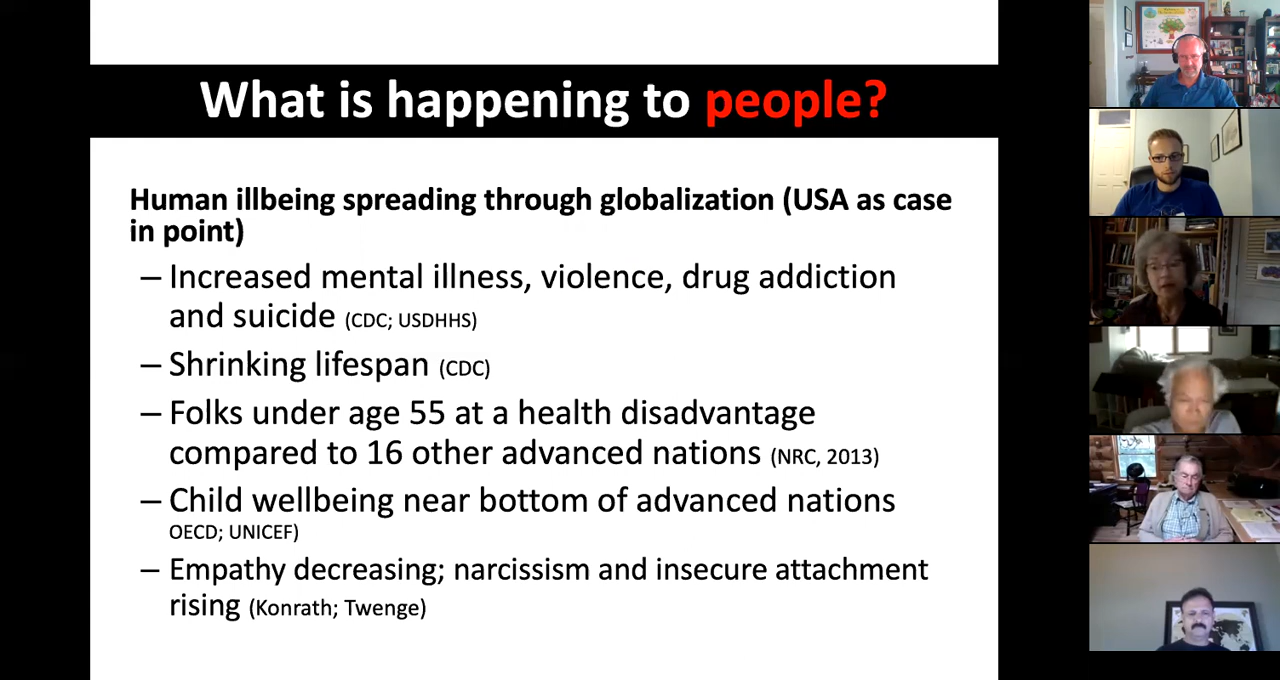 What is happening to people?
Human illbeing spreading through globalization (USA as case
in point)
– Increased mental illness, violence, drug addiction
and suicide (CDC; USDHHS)
– Shrinking lifespan (CDC)
– Folks under age 55 at a health disadvantage
compared to 16 other advanced nations (NRC, 2013)
– Child wellbeing near bottom of advanced nations
OECD; UNICEF)
– Empathy decreasing; narcissism and insecure attachment
rising (Konrath; Twenge)